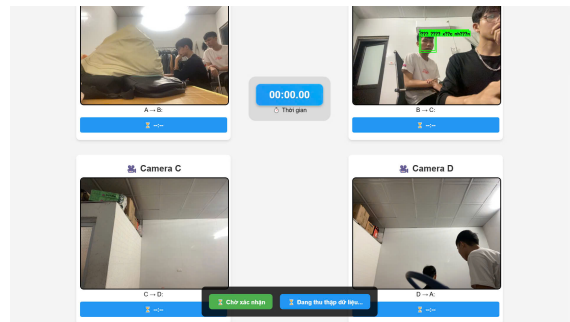 A → B:
⌛ --:--
00:00.00
⏱ Thời gian
B → C:
⌛ --:--
🎥 Camera C
🎥 Camera D
C → D:
⌛ --:--
D → A:
⌛ --:--
⌛ Chờ xác nhận
⌛ Đang thu thập dữ liệu...